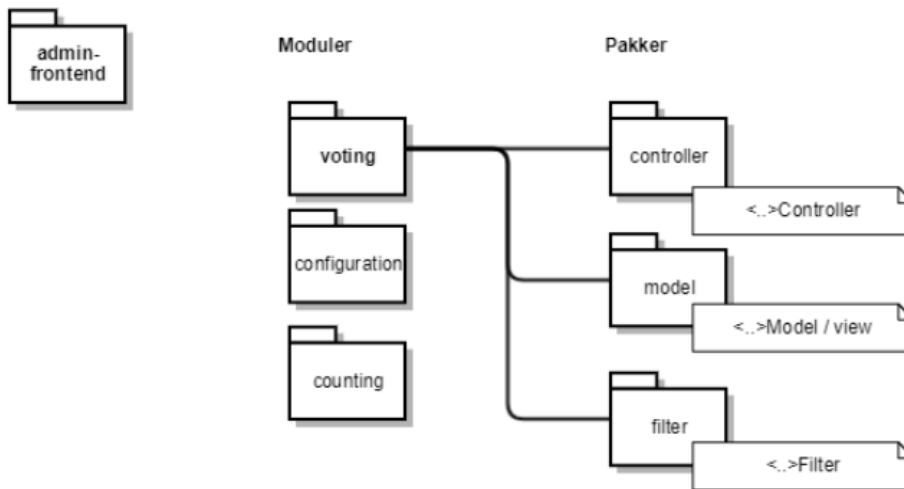 admin-
frontend
Moduler
Pakker
voting
controller
<..>Controller
configuration
model
<..>Model / view
counting
filter
<..>Filter